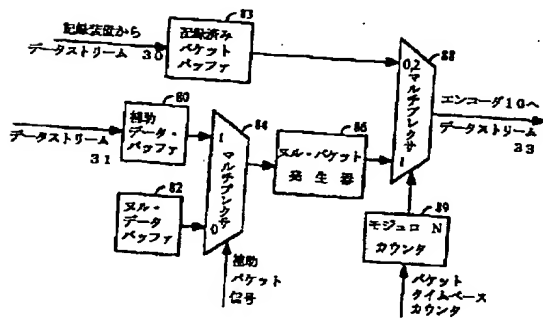 記録装置から
データストリーム 30
83
記録済み
パケット
バッファ
88
0,2
マルチプレクサ
1
エンコーダ10へ
データストリーム
33
80
補助
データ・
バッファ
データストリーム
31
84
1
マルチプレクサ
0
86
ヌル・パケット
発生器
82
ヌル・
データ
バッファ
補助
パケット
信号
89
モジュロ N
カウンタ
パケット
タイムベース
カウンタ